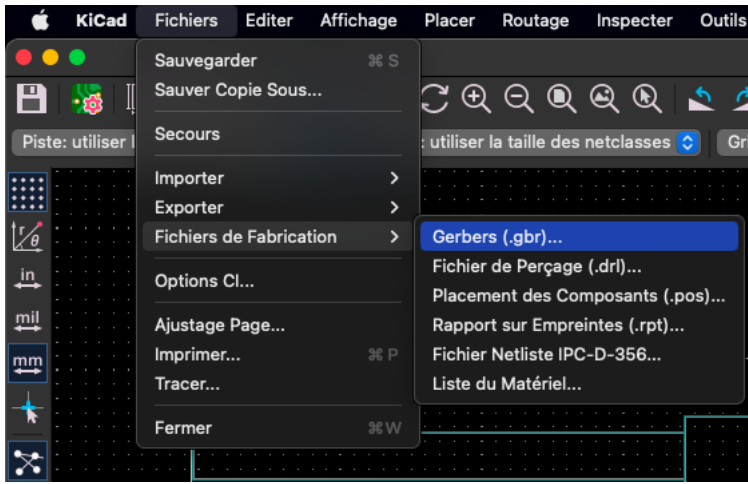 KiCad Fichiers Editer Affichage Placer Routage Inspecter Outils
Sauvegarder ⌘ S
Sauver Copie Sous...
Piste: utiliser l
: utiliser la taille des netclasses
Gri
Secours
Importer >
Exporter >
Fichiers de Fabrication >
Gerbers (.gbr)...
Fichier de Perçage (.drl)...
Placement des Composants (.pos)...
Rapport sur Empreintes (.rpt)...
Fichier Netliste IPC-D-356...
Liste du Matériel...
Options CI...
Ajustage Page...
Imprimer... ⌘ P
Tracer...
Fermer ⌘ W
r
θ
in
mil
mm